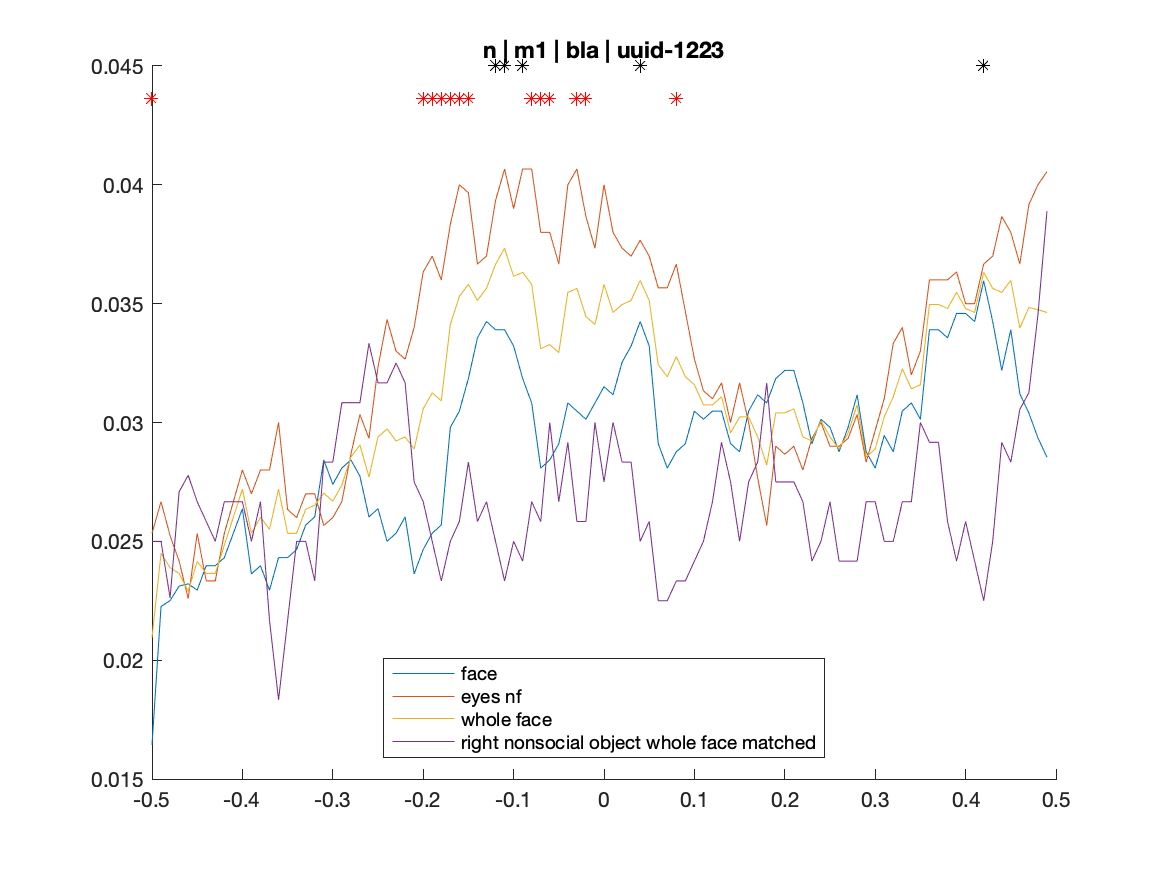 n | m1 | bla | uuid-1223
0.045
0.04
0.035
0.03
0.025
0.02
0.015
face
eyes nf
whole face
right nonsocial object whole face matched
-0.5 -0.4 -0.3 -0.2 -0.1 0 0.1 0.2 0.3 0.4 0.5